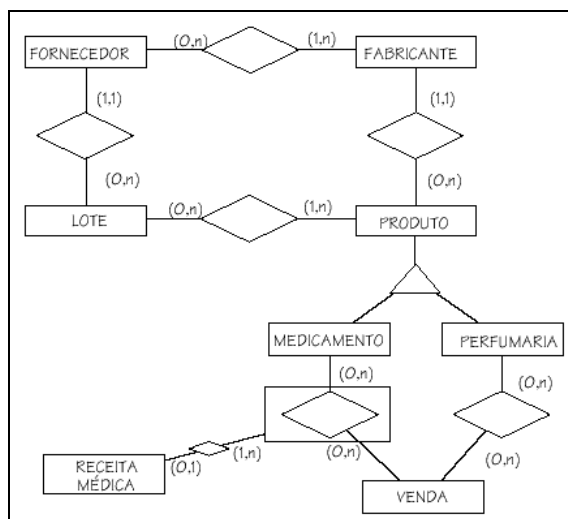 FORNECEDOR (0,n) (1,n) FABRICANTE
(1,1) (1,1)
(0,n) (0,n)
LOTE (0,n) (1,n) PRODUTO
MEDICAMENTO PERFUMARIA
(0,n) (0,n)
(0,1) (1,n) (0,n) (0,n)
RECEITA
MÉDICA
VENDA